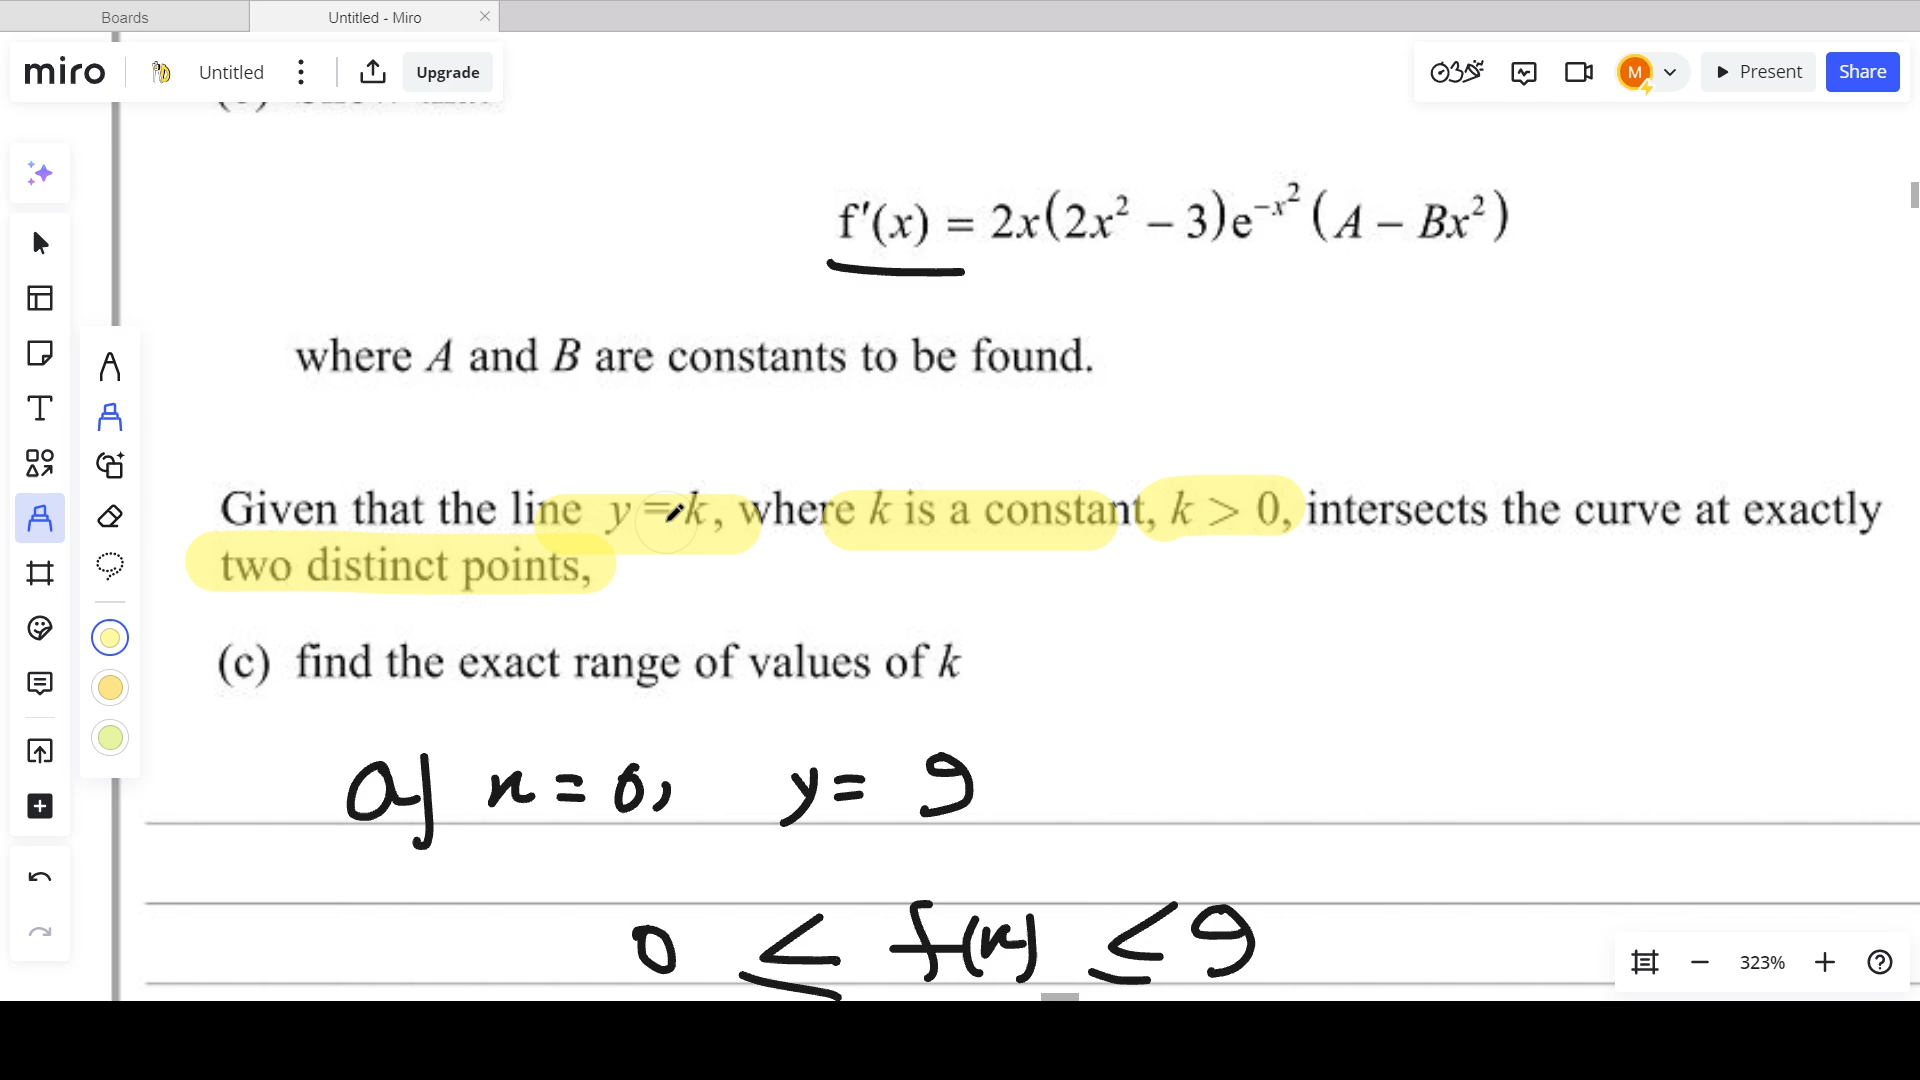 Boards
Untitled - Miro
miro Untitled Upgrade
M Present Share
f′(x) = 2x(2x² − 3)e^{−x²}(A − Bx²)
where A and B are constants to be found.
Given that the line y = k, where k is a constant, k > 0, intersects the curve at exactly
two distinct points,
(c) find the exact range of values of k
a) x = 0, y = 9
0 ≤ f(x) ≤ 9
323%